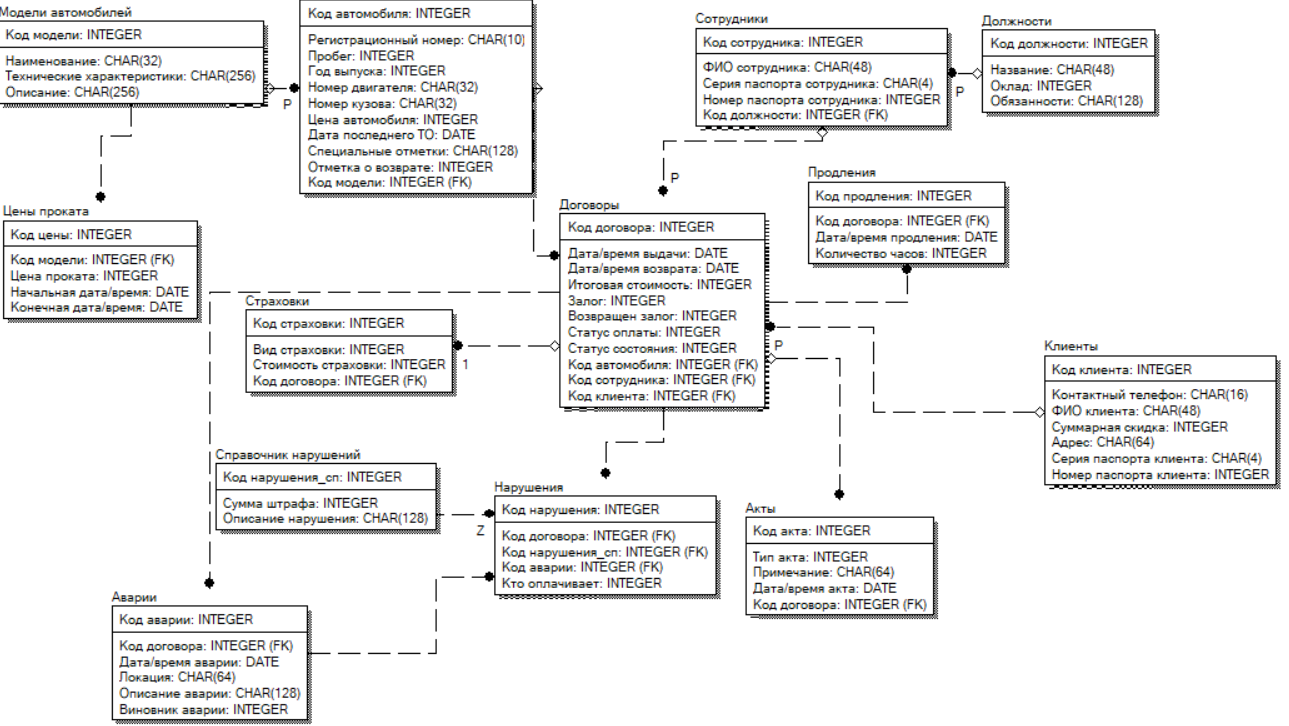 Модели автомобилей
Код модели: INTEGER
Наименование: CHAR(32)
Технические характеристики: CHAR(256)
Описание: CHAR(256)
P
Код автомобиля: INTEGER
Регистрационный номер: CHAR(10)
Пробег: INTEGER
Год выпуска: INTEGER
Номер двигателя: CHAR(32)
Номер кузова: CHAR(32)
Цена автомобиля: INTEGER
Дата последнего ТО: DATE
Специальные отметки: CHAR(128)
Отметка о возврате: INTEGER
Код модели: INTEGER (FK)
Сотрудники
Код сотрудника: INTEGER
ФИО сотрудника: CHAR(48)
Серия паспорта сотрудника: CHAR(4)
Номер паспорта сотрудника: INTEGER
Код должности: INTEGER (FK)
P
Должности
Код должности: INTEGER
Название: CHAR(48)
Оклад: INTEGER
Обязанности: CHAR(128)
P
Цены проката
Код цены: INTEGER
Код модели: INTEGER (FK)
Цена проката: INTEGER
Начальная дата/время: DATE
Конечная дата/время: DATE
Договоры
Код договора: INTEGER
Дата/время выдачи: DATE
Дата/время возврата: DATE
Итоговая стоимость: INTEGER
Залог: INTEGER
Возвращен залог: INTEGER
Статус оплаты: INTEGER
Статус состояния: INTEGER
Код автомобиля: INTEGER (FK)
Код сотрудника: INTEGER (FK)
Код клиента: INTEGER (FK)
P
Продления
Код продления: INTEGER
Код договора: INTEGER (FK)
Дата/время продления: DATE
Количество часов: INTEGER
Страховки
Код страховки: INTEGER
Вид страховки: INTEGER
Стоимость страховки: INTEGER
Код договора: INTEGER (FK)
1
Клиенты
Код клиента: INTEGER
Контактный телефон: CHAR(16)
ФИО клиента: CHAR(48)
Суммарная скидка: INTEGER
Адрес: CHAR(64)
Серия паспорта клиента: CHAR(4)
Номер паспорта клиента: INTEGER
Справочник нарушений
Код нарушения_сп: INTEGER
Сумма штрафа: INTEGER
Описание нарушения: CHAR(128)
Z
Нарушения
Код нарушения: INTEGER
Код договора: INTEGER (FK)
Код нарушения_сп: INTEGER (FK)
Код аварии: INTEGER (FK)
Кто оплачивает: INTEGER
Акты
Код акта: INTEGER
Тип акта: INTEGER
Примечание: CHAR(64)
Дата/время акта: DATE
Код договора: INTEGER (FK)
Аварии
Код аварии: INTEGER
Код договора: INTEGER (FK)
Дата/время аварии: DATE
Локация: CHAR(64)
Описание аварии: CHAR(128)
Виновник аварии: INTEGER